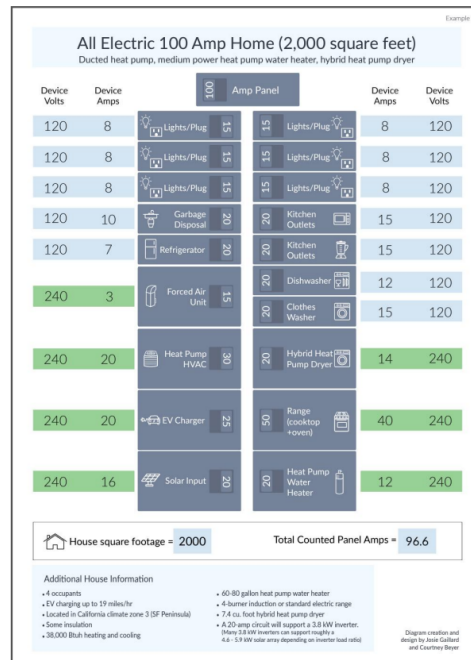 Example
All Electric 100 Amp Home (2,000 square feet)
Ducted heat pump, medium power heat pump water heater, hybrid heat pump dryer
100 Amp Panel
Device Volts Device Amps Device Amps Device Volts
120 8 Lights/Plug 15 15 Lights/Plug 8 120
120 8 Lights/Plug 15 15 Lights/Plug 8 120
120 8 Lights/Plug 15 15 Lights/Plug 8 120
120 10 Garbage Disposal 20 20 Kitchen Outlets 15 120
120 7 Refrigerator 20 20 Kitchen Outlets 15 120
240 3 Forced Air Unit 15 20 Dishwasher 12 120
20 Clothes Washer 15 120
240 20 Heat Pump HVAC 30 20 Hybrid Heat Pump Dryer 14 240
240 20 EV Charger 25 50 Range (cooktop +oven) 40 240
240 16 Solar Input 20 20 Heat Pump Water Heater 12 240
House square footage = 2000 Total Counted Panel Amps = 96.6
Additional House Information
• 4 occupants
• EV charging up to 19 miles/hr
• Located in California climate zone 3 (SF Peninsula)
• Some insulation
• 38,000 Btuh heating and cooling
• 60-80 gallon heat pump water heater
• 4-burner induction or standard electric range
• 7.4 cu. foot hybrid heat pump dryer
• A 20-amp circuit will support a 3.8 kW inverter.
(Many 3.8 kW inverters can support roughly a
4.6 - 5.9 kW solar array depending on inverter load ratio)
Diagram creation and
design by Josie Gaillard
and Courtney Beyer